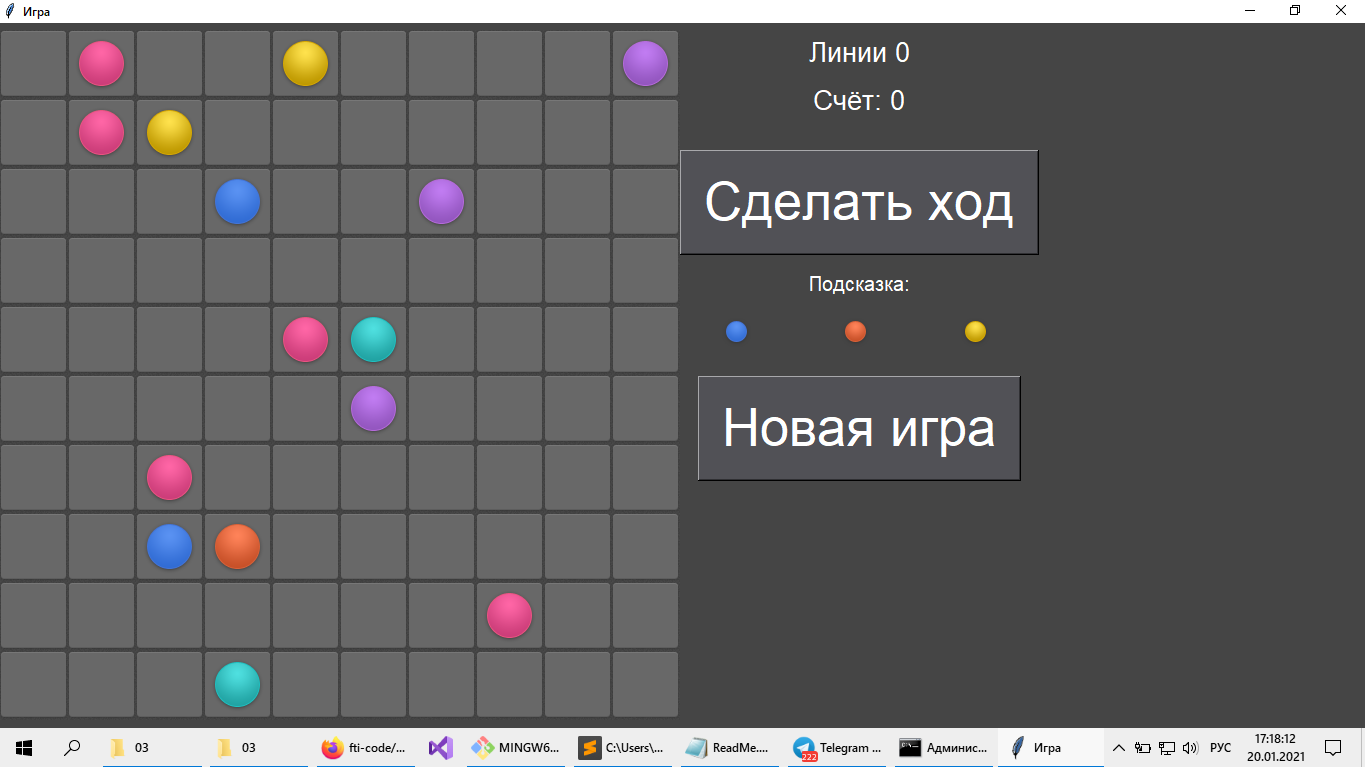 Игра
Линии 0
Счёт: 0
Сделать ход
Подсказка:
Новая игра
03
03
fti-code/...
MINGW6...
C:\Users\...
ReadMe....
Telegram ...
222
Админис...
Игра
РУС
17:18:12
20.01.2021